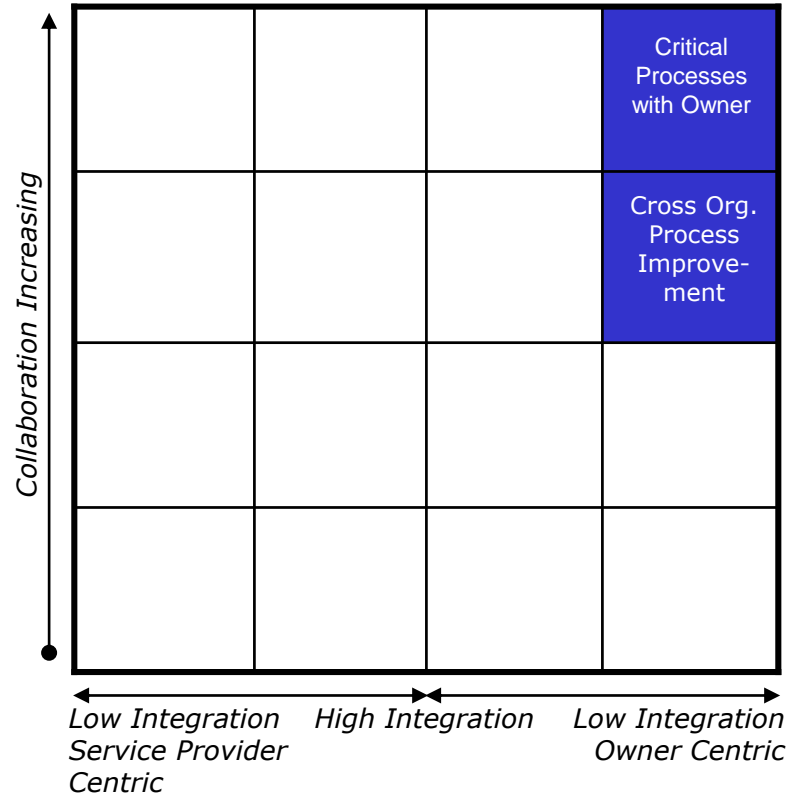 Critical
Processes
with Owner
Cross Org.
Process
Improve-
ment
Collaboration Increasing
Low Integration
Service Provider
Centric
High Integration
Low Integration
Owner Centric